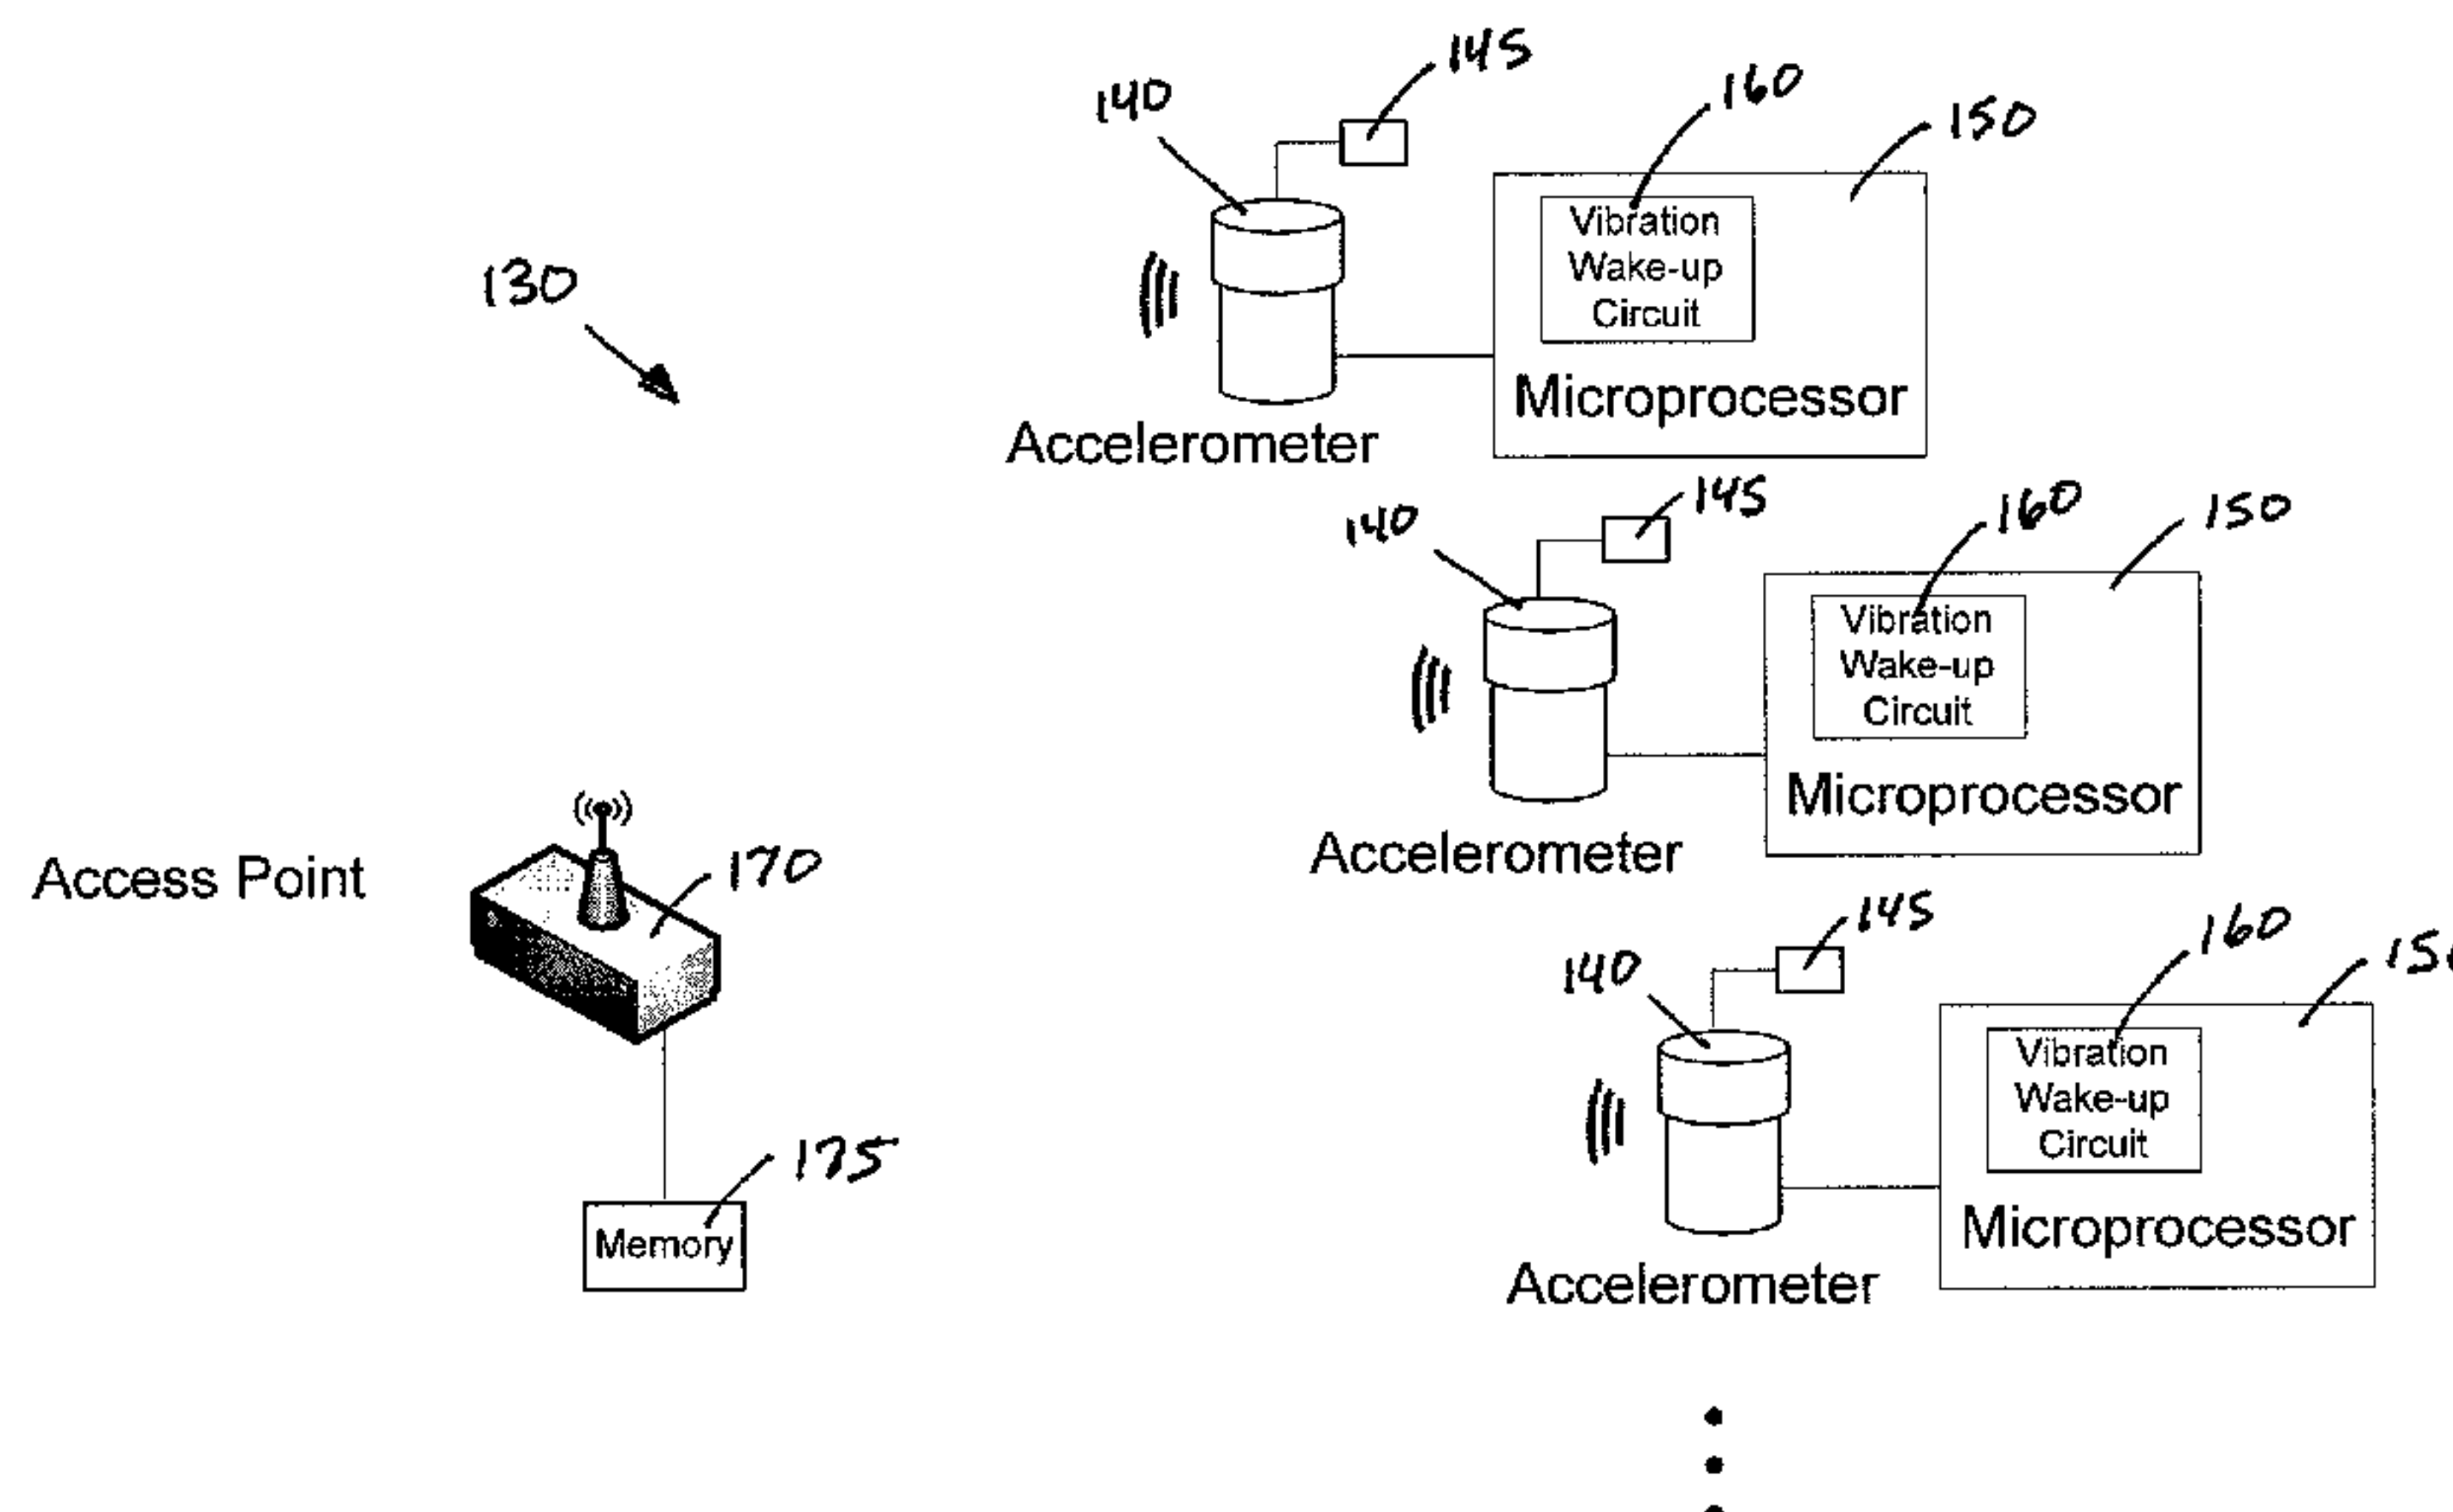 145
140
160
150
Vibration
Wake-up
Circuit
Microprocessor
Accelerometer
130
145
140
160
150
Vibration
Wake-up
Circuit
Microprocessor
Accelerometer
Access Point
170
145
140
160
Vibration
Wake-up
Circuit
Microprocessor
Accelerometer
175
Memory